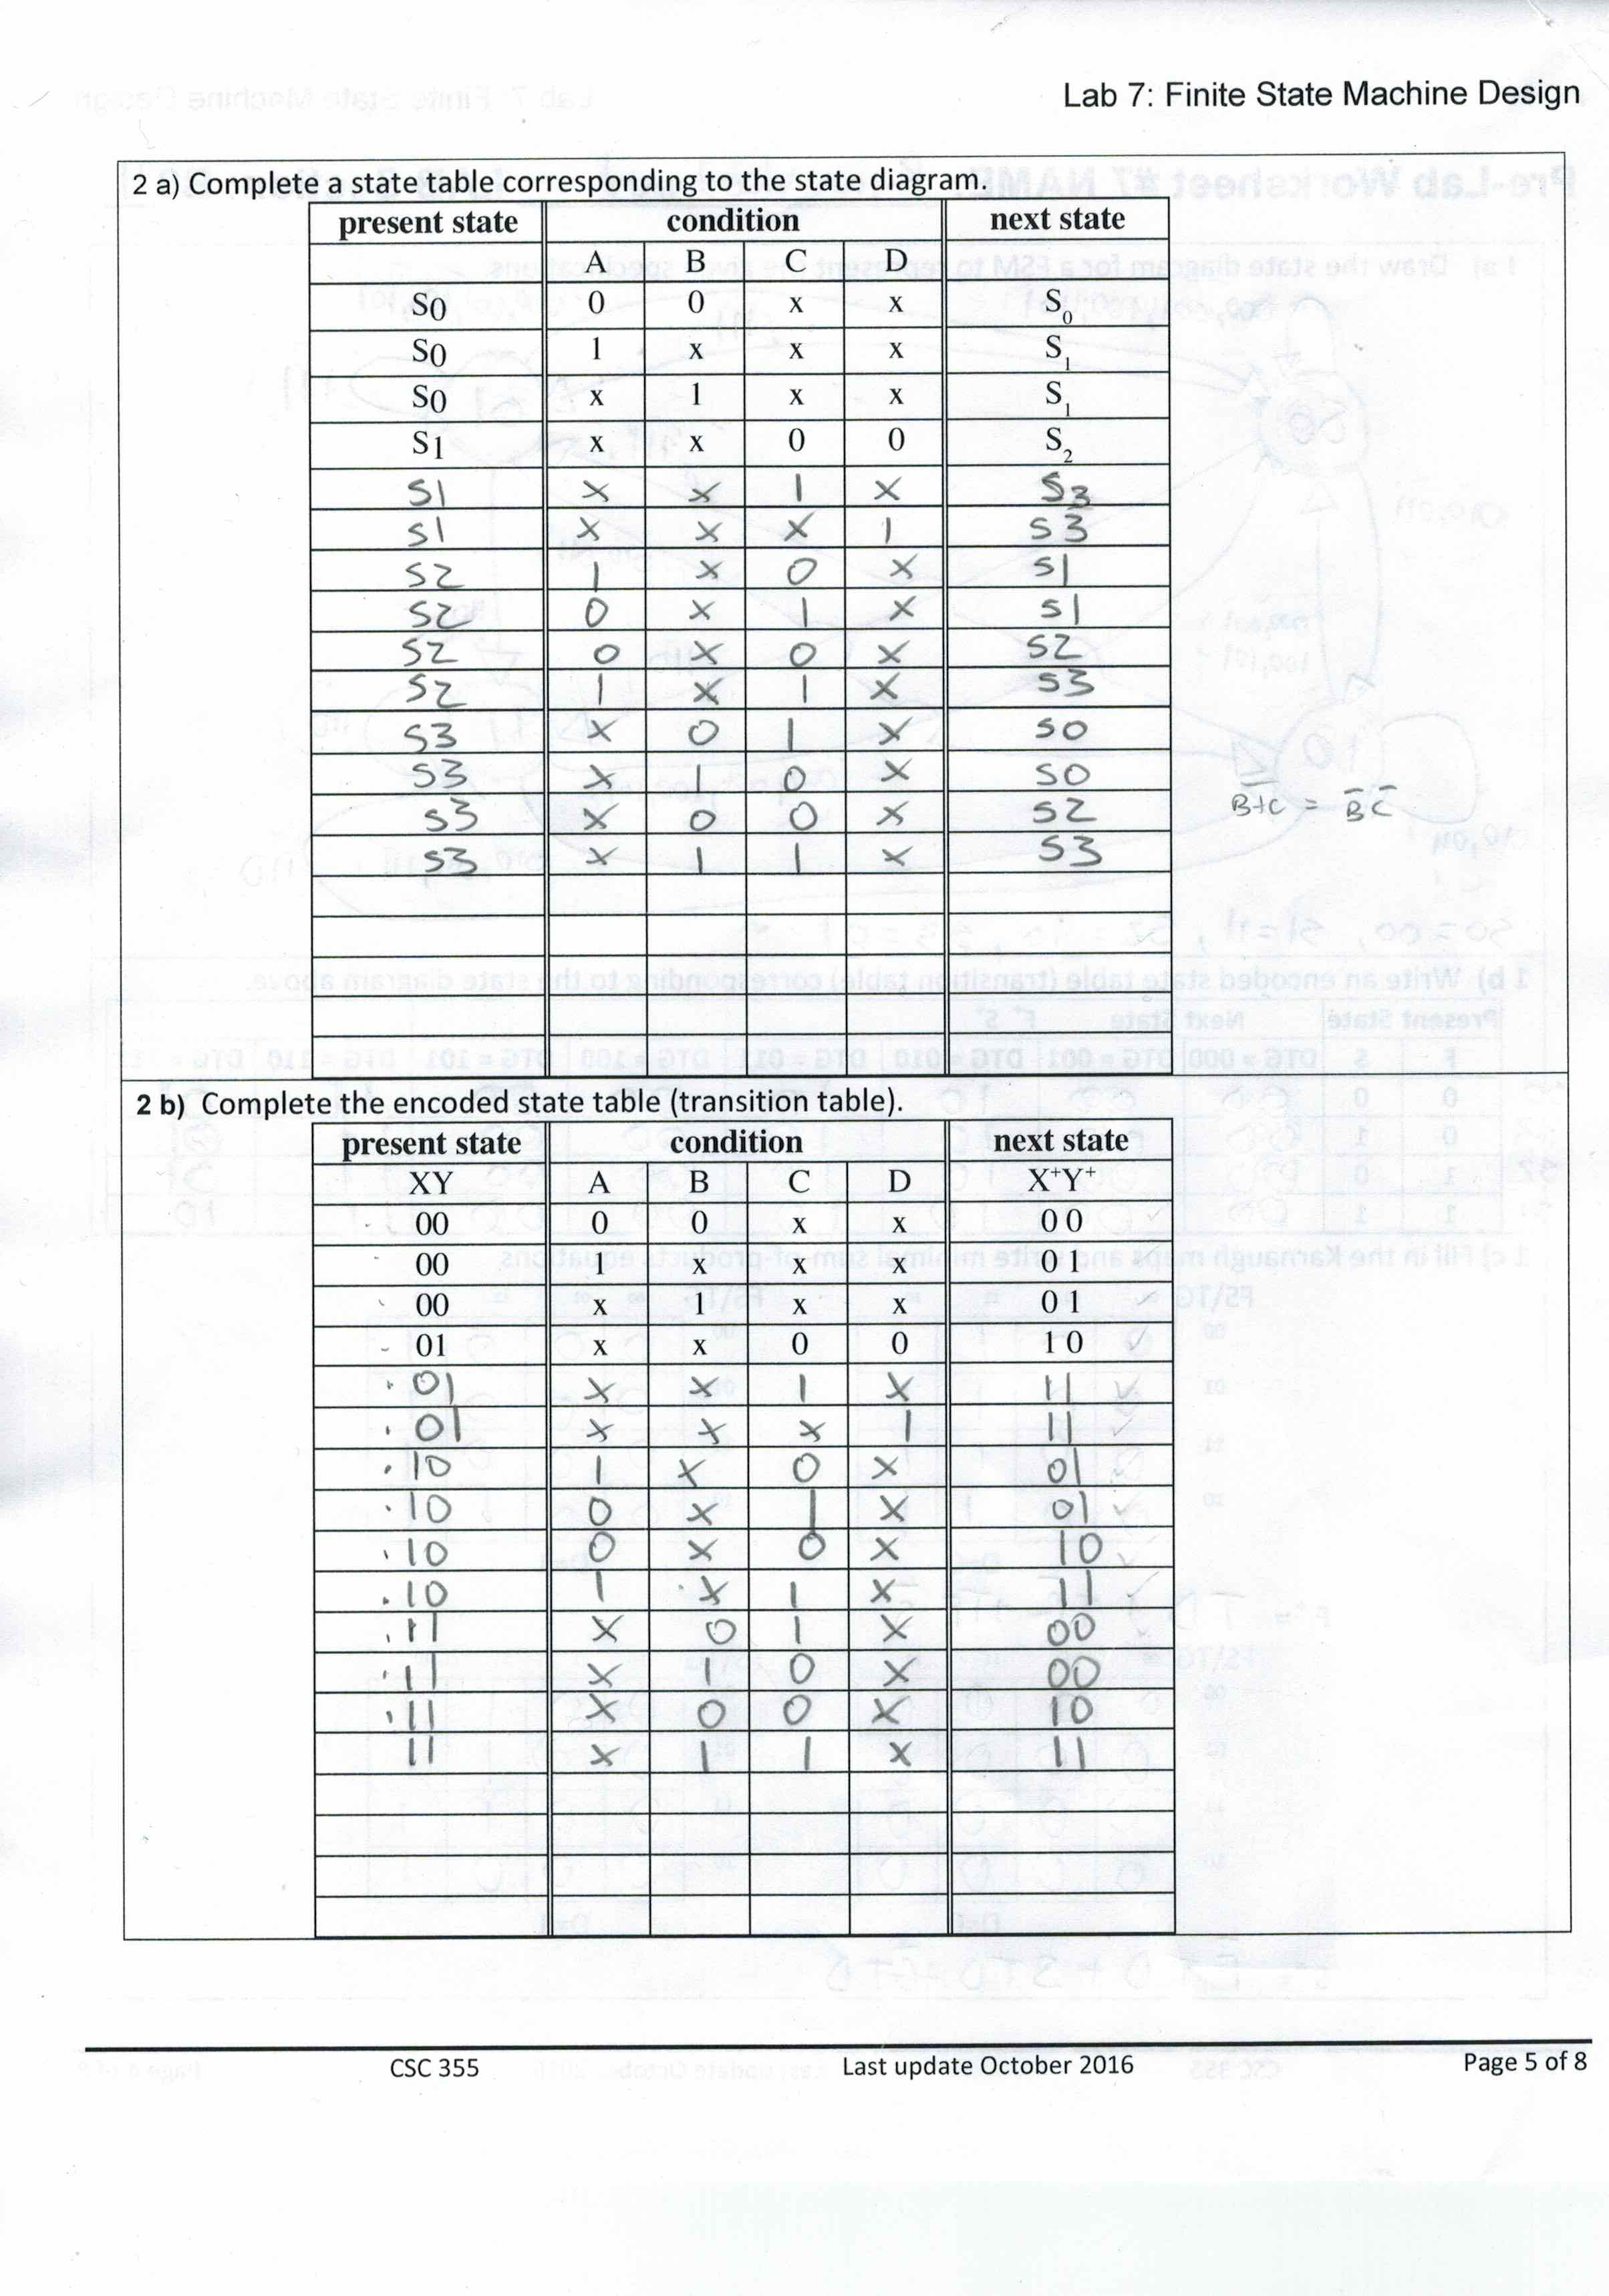 Lab 7: Finite State Machine Design
2 a) Complete a state table corresponding to the state diagram.
present state condition next state
A B C D
S0 0 0 x x S0
S0 1 x x x S1
S0 x 1 x x S1
S1 x x 0 0 S2
S1 X X 1 X S3
S1 X X X 1 S3
S2 1 X 0 X S1
S2 0 X 1 X S1
S2 0 X 0 X S2
S2 1 X 1 X S3
S3 X 0 1 X S0
S3 X 1 0 X S0
S3 X 0 0 X S2
B+C = B̄ C̄
S3 X 1 1 X S3
2 b) Complete the encoded state table (transition table).
present state condition next state
XY A B C D X+Y+
00 0 0 x x 0 0
00 1 x x x 0 1
00 x 1 x x 0 1
01 x x 0 0 1 0
01 X X 1 X 11
01 X X X 1 11
10 1 X 0 X 01
10 0 X 1 X 01
10 0 X 0 X 10
10 1 X 1 X 11
11 X 0 1 X 00
11 X 1 0 X 00
11 X 0 0 X 10
11 X 1 1 X 11
CSC 355 Last update October 2016 Page 5 of 8